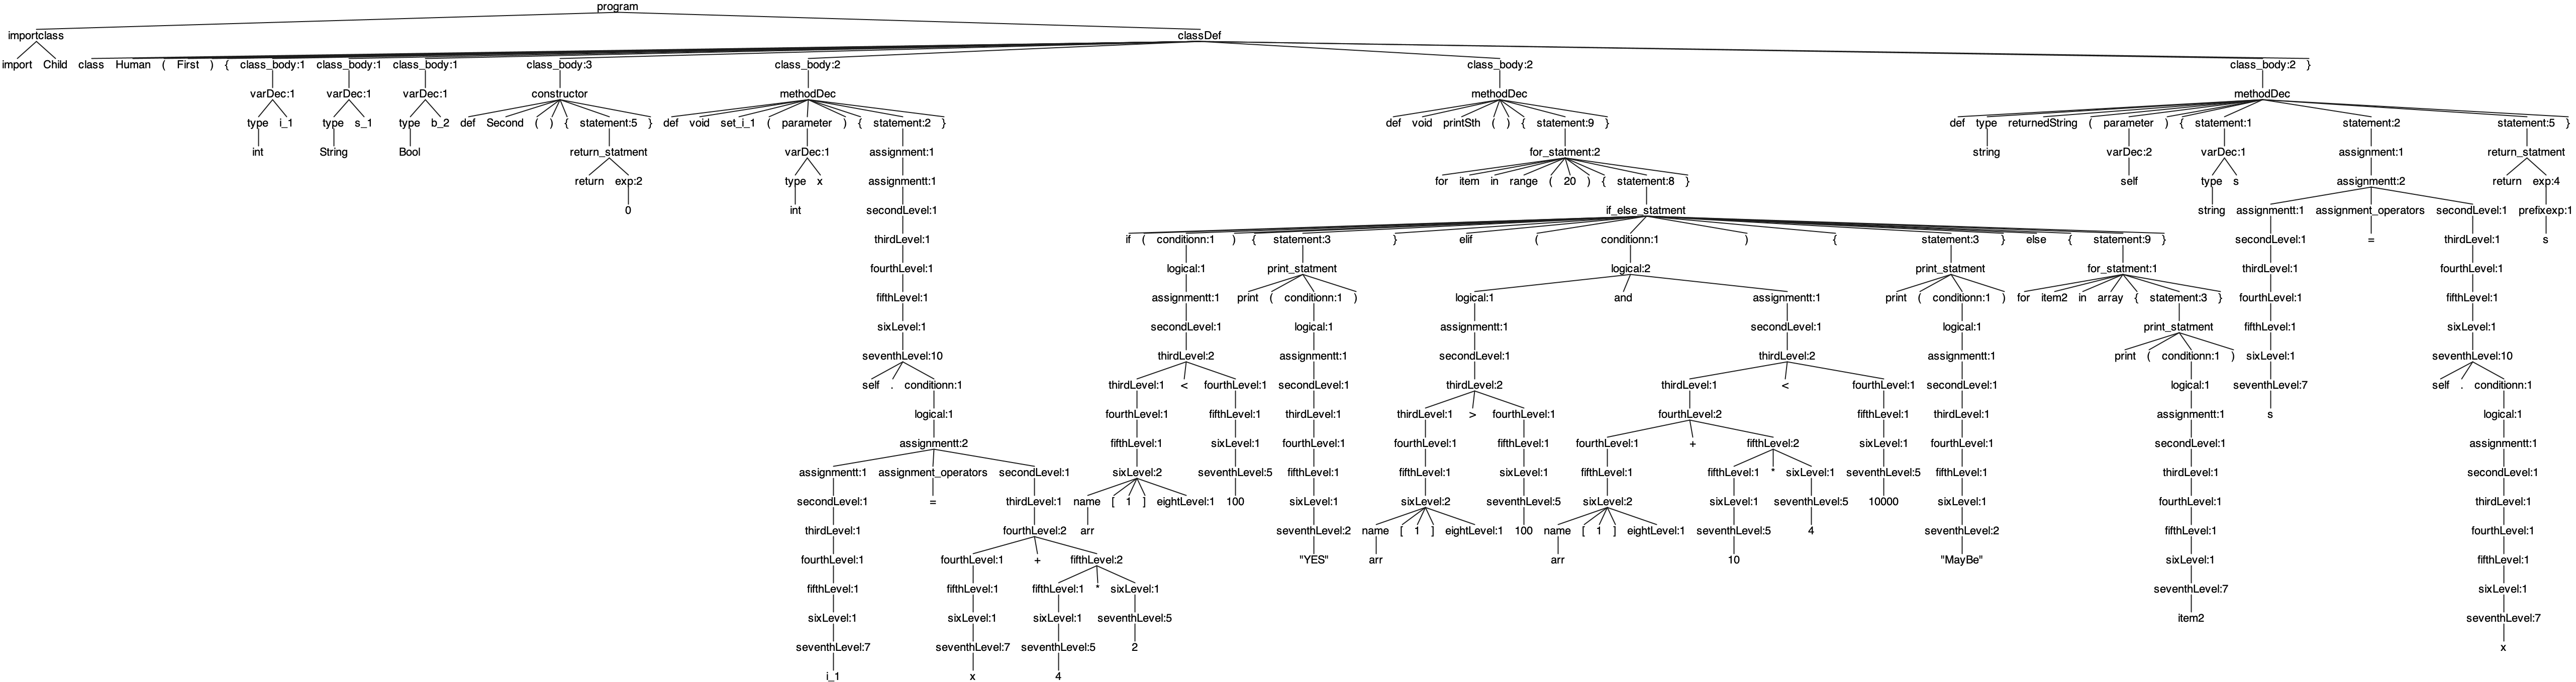 program
importclass classDef
import Child class Human ( First ) { class_body:1 class_body:1 class_body:1 class_body:3 class_body:2 class_body:2 class_body:2 }
varDec:1 varDec:1 varDec:1 constructor methodDec methodDec methodDec
type i_1 type s_1 type b_2 def Second ( ) { statement:5 } def void set_i_1 ( parameter ) { statement:2 } def void printSth ( ) { statement:9 } def type returnedString ( parameter ) { statement:1 statement:2 statement:5 }
int String Bool return_statment varDec:1 assignment:1 for_statment:2 string varDec:2 varDec:1 assignment:1 return_statment
return exp:2 type x assignmentt:1 for item in range ( 20 ) { statement:8 } self type s assignmentt:2 return exp:4
0 int secondLevel:1 if_else_statment string assignmentt:1 assignment_operators secondLevel:1 prefixexp:1
thirdLevel:1 if ( conditionn:1 ) { statement:3 } elif ( conditionn:1 ) { statement:3 } else { statement:9 } secondLevel:1 = thirdLevel:1 s
fourthLevel:1 logical:1 print_statment logical:2 print_statment for_statment:1 thirdLevel:1 fourthLevel:1
fifthLevel:1 assignmentt:1 print ( conditionn:1 ) logical:1 and assignmentt:1 print ( conditionn:1 ) for item2 in array { statement:3 } fourthLevel:1 fifthLevel:1
sixLevel:1 secondLevel:1 logical:1 assignmentt:1 secondLevel:1 logical:1 print_statment fifthLevel:1 sixLevel:1
seventhLevel:10 thirdLevel:2 assignmentt:1 secondLevel:1 thirdLevel:2 assignmentt:1 print ( conditionn:1 ) sixLevel:1 seventhLevel:10
self . conditionn:1 thirdLevel:1 < fourthLevel:1 secondLevel:1 thirdLevel:2 thirdLevel:1 < fourthLevel:1 secondLevel:1 logical:1 seventhLevel:7 self . conditionn:1
logical:1 fourthLevel:1 fifthLevel:1 thirdLevel:1 thirdLevel:1 > fourthLevel:1 fourthLevel:2 fifthLevel:1 thirdLevel:1 assignmentt:1 s logical:1
assignmentt:2 fifthLevel:1 sixLevel:1 fourthLevel:1 fourthLevel:1 fifthLevel:1 fourthLevel:1 + fifthLevel:2 sixLevel:1 fourthLevel:1 secondLevel:1 assignmentt:1
assignmentt:1 assignment_operators secondLevel:1 sixLevel:2 seventhLevel:5 fifthLevel:1 fifthLevel:1 sixLevel:1 fifthLevel:1 fifthLevel:1 * sixLevel:1 seventhLevel:5 fifthLevel:1 thirdLevel:1 secondLevel:1
secondLevel:1 = thirdLevel:1 name [ 1 ] eightLevel:1 100 sixLevel:1 sixLevel:2 seventhLevel:5 sixLevel:2 sixLevel:1 seventhLevel:5 10000 sixLevel:1 fourthLevel:1 thirdLevel:1
thirdLevel:1 fourthLevel:2 arr seventhLevel:2 name [ 1 ] eightLevel:1 100 name [ 1 ] eightLevel:1 seventhLevel:5 4 seventhLevel:2 fifthLevel:1 fourthLevel:1
fourthLevel:1 fourthLevel:1 + fifthLevel:2 "YES" arr arr 10 "MayBe" sixLevel:1 fifthLevel:1
fifthLevel:1 fifthLevel:1 fifthLevel:1 * sixLevel:1 seventhLevel:7 sixLevel:1
sixLevel:1 sixLevel:1 sixLevel:1 seventhLevel:5 item2 seventhLevel:7
seventhLevel:7 seventhLevel:7 seventhLevel:5 2 x
i_1 x 4